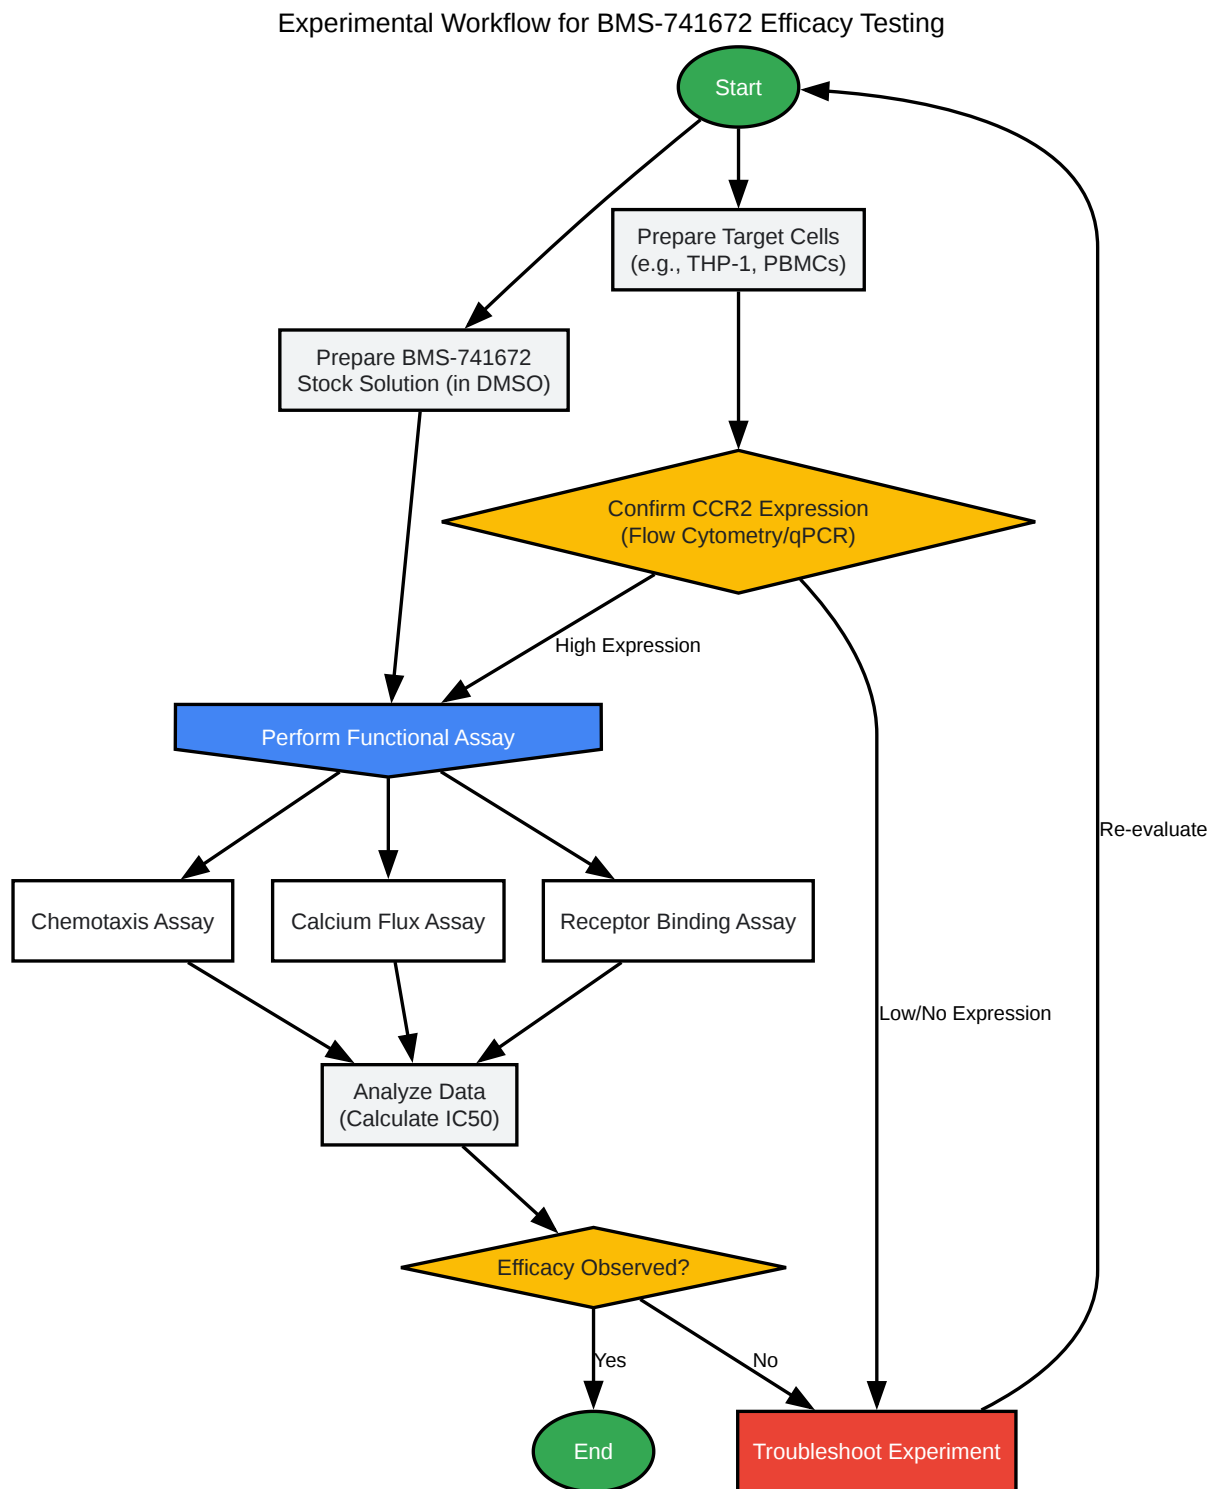 Experimental Workflow for BMS-741672 Efficacy Testing
Start
Prepare Target Cells
(e.g., THP-1, PBMCs)
Prepare BMS-741672
Stock Solution (in DMSO)
Confirm CCR2 Expression
(Flow Cytometry/qPCR)
High Expression
Perform Functional Assay
Re-evaluate
Chemotaxis Assay
Calcium Flux Assay
Receptor Binding Assay
Low/No Expression
Analyze Data
(Calculate IC50)
Efficacy Observed?
Yes
No
End
Troubleshoot Experiment